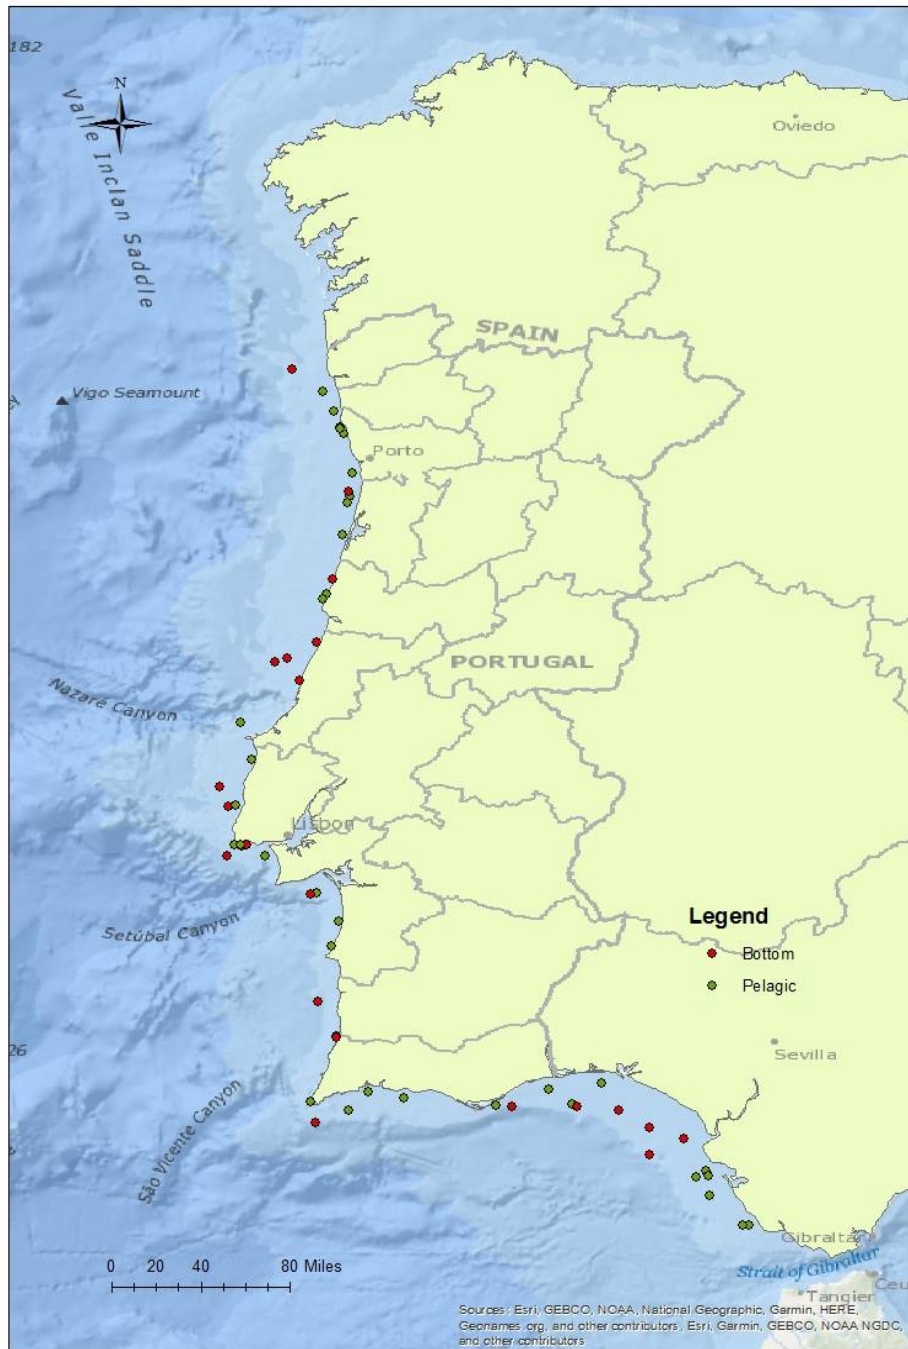 182
N
Valle Inclan Saddle
Oviedo
SPAIN
Vigo Seamount
Porto
PORTUGAL
Nazaré Canyon
Lisbon
Legend
Setúbal Canyon
Bottom
Pelagic
26
Sevilla
São Vicente Canyon
Gibraltar
0 20 40 80 Miles
Strait of Gibraltar
Ceu
Tangier
Sources: Esri, GEBCO, NOAA, National Geographic, Garmin, HERE,
Geonames.org, and other contributors, Esri, Garmin, GEBCO, NOAA NGDC,
and other contributors